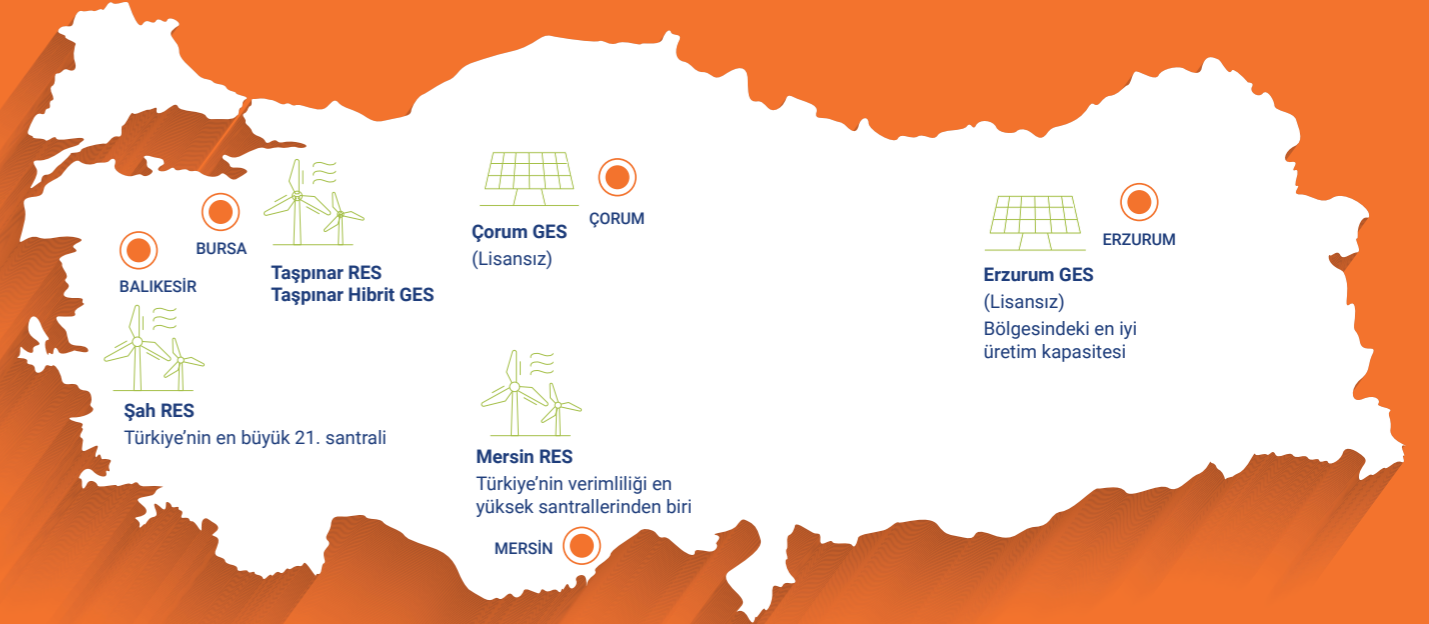 BURSA
BALIKESİR
Taşpınar RES
Taşpınar Hibrit GES
Şah RES
Türkiye'nin en büyük 21. santrali
Çorum GES
(Lisansız)
ÇORUM
Mersin RES
Türkiye'nin verimliliği en
yüksek santrallerinden biri
MERSİN
ERZURUM
Erzurum GES
(Lisansız)
Bölgesindeki en iyi
üretim kapasitesi